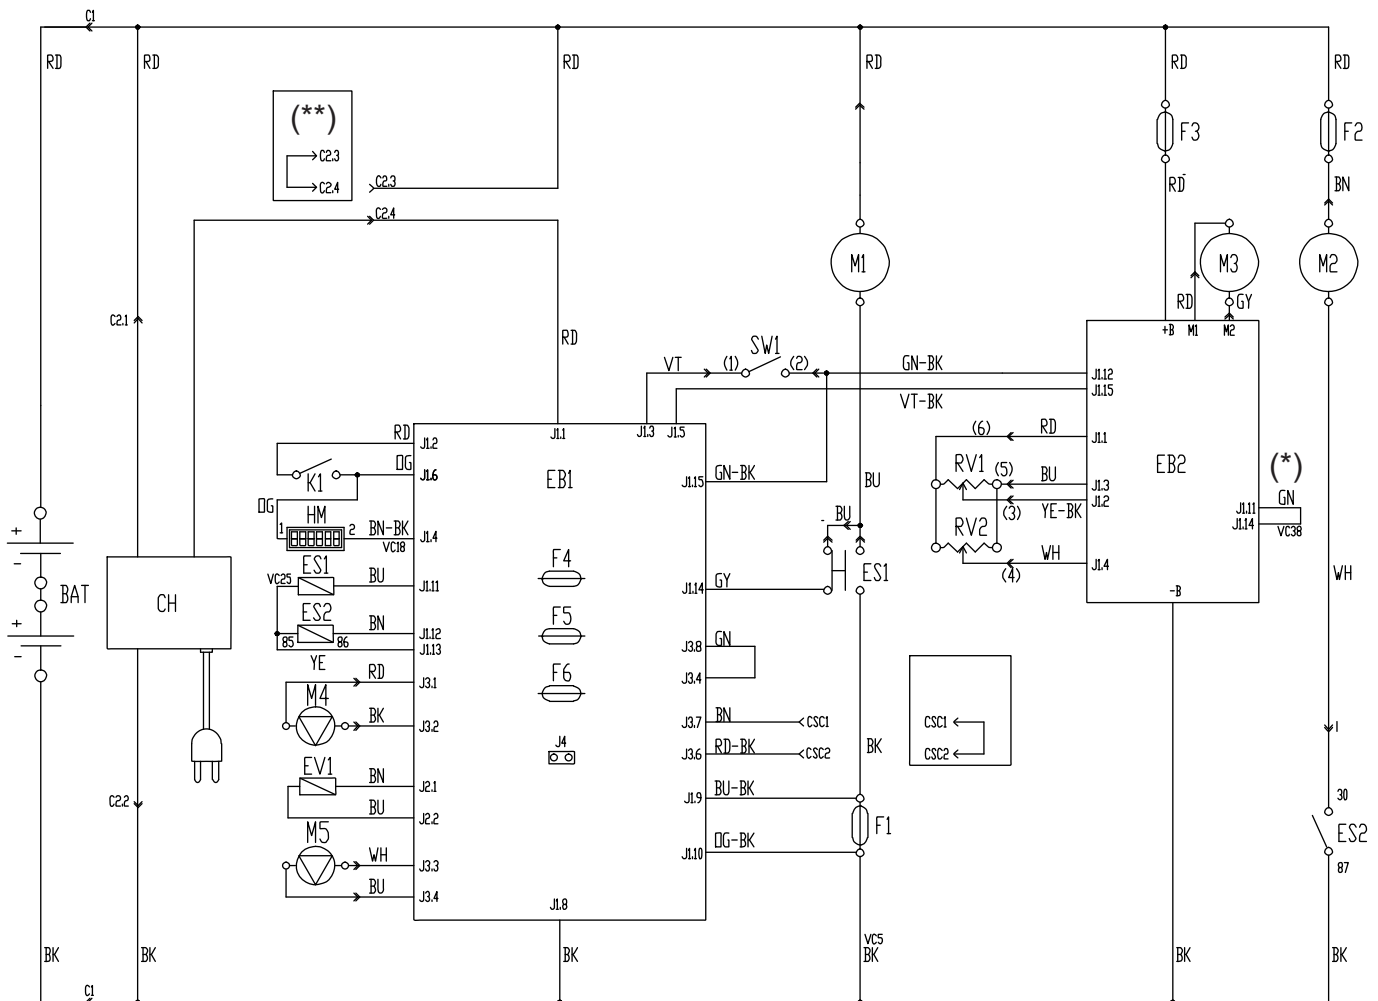 C1
RD RD RD RD RD RD
(**)
C2.3
C2.4
C2.3
C2.4
F3 F2
RD BN
M1 M3 M2
RD GY
C2.1
+B M1 M2
RD
SW1
VT (1) (2) GN-BK J1.12
VT-BK J1.15
RD J1.2 J1.1 J1.3 J1.5
(6) RD J1.1
OG J1.6 EB1 GN-BK J1.15
K1
RV1 (5) BU J1.3 EB2 (*)
(3) YE-BK J1.2
BU
OG HM
1 2 BN-BK J1.4
VC18
BU
RV2
GN
J1.11
J1.14
VC38
WH J1.4
(4)
+
-
BAT
+
-
CH
VC25 ES1 BU J1.11
F4
GY J1.14 ES1
WH
-B
ES2 BN J1.12
85 86 J1.13
YE
F5
GN J3.8
J3.4
RD J3.1
F6
M4 BK J3.2
BN J3.7 CSC1
RD-BK J3.6 CSC2
BK
CSC1
CSC2
J4
EV1 BN J2.1
BU J2.2
BU-BK J1.9
C2.2
30
F1 ES2
M5 WH J3.3
BU J3.4
OG-BK J1.10
87
J1.8
VC5
BK BK BK BK BK BK
C1